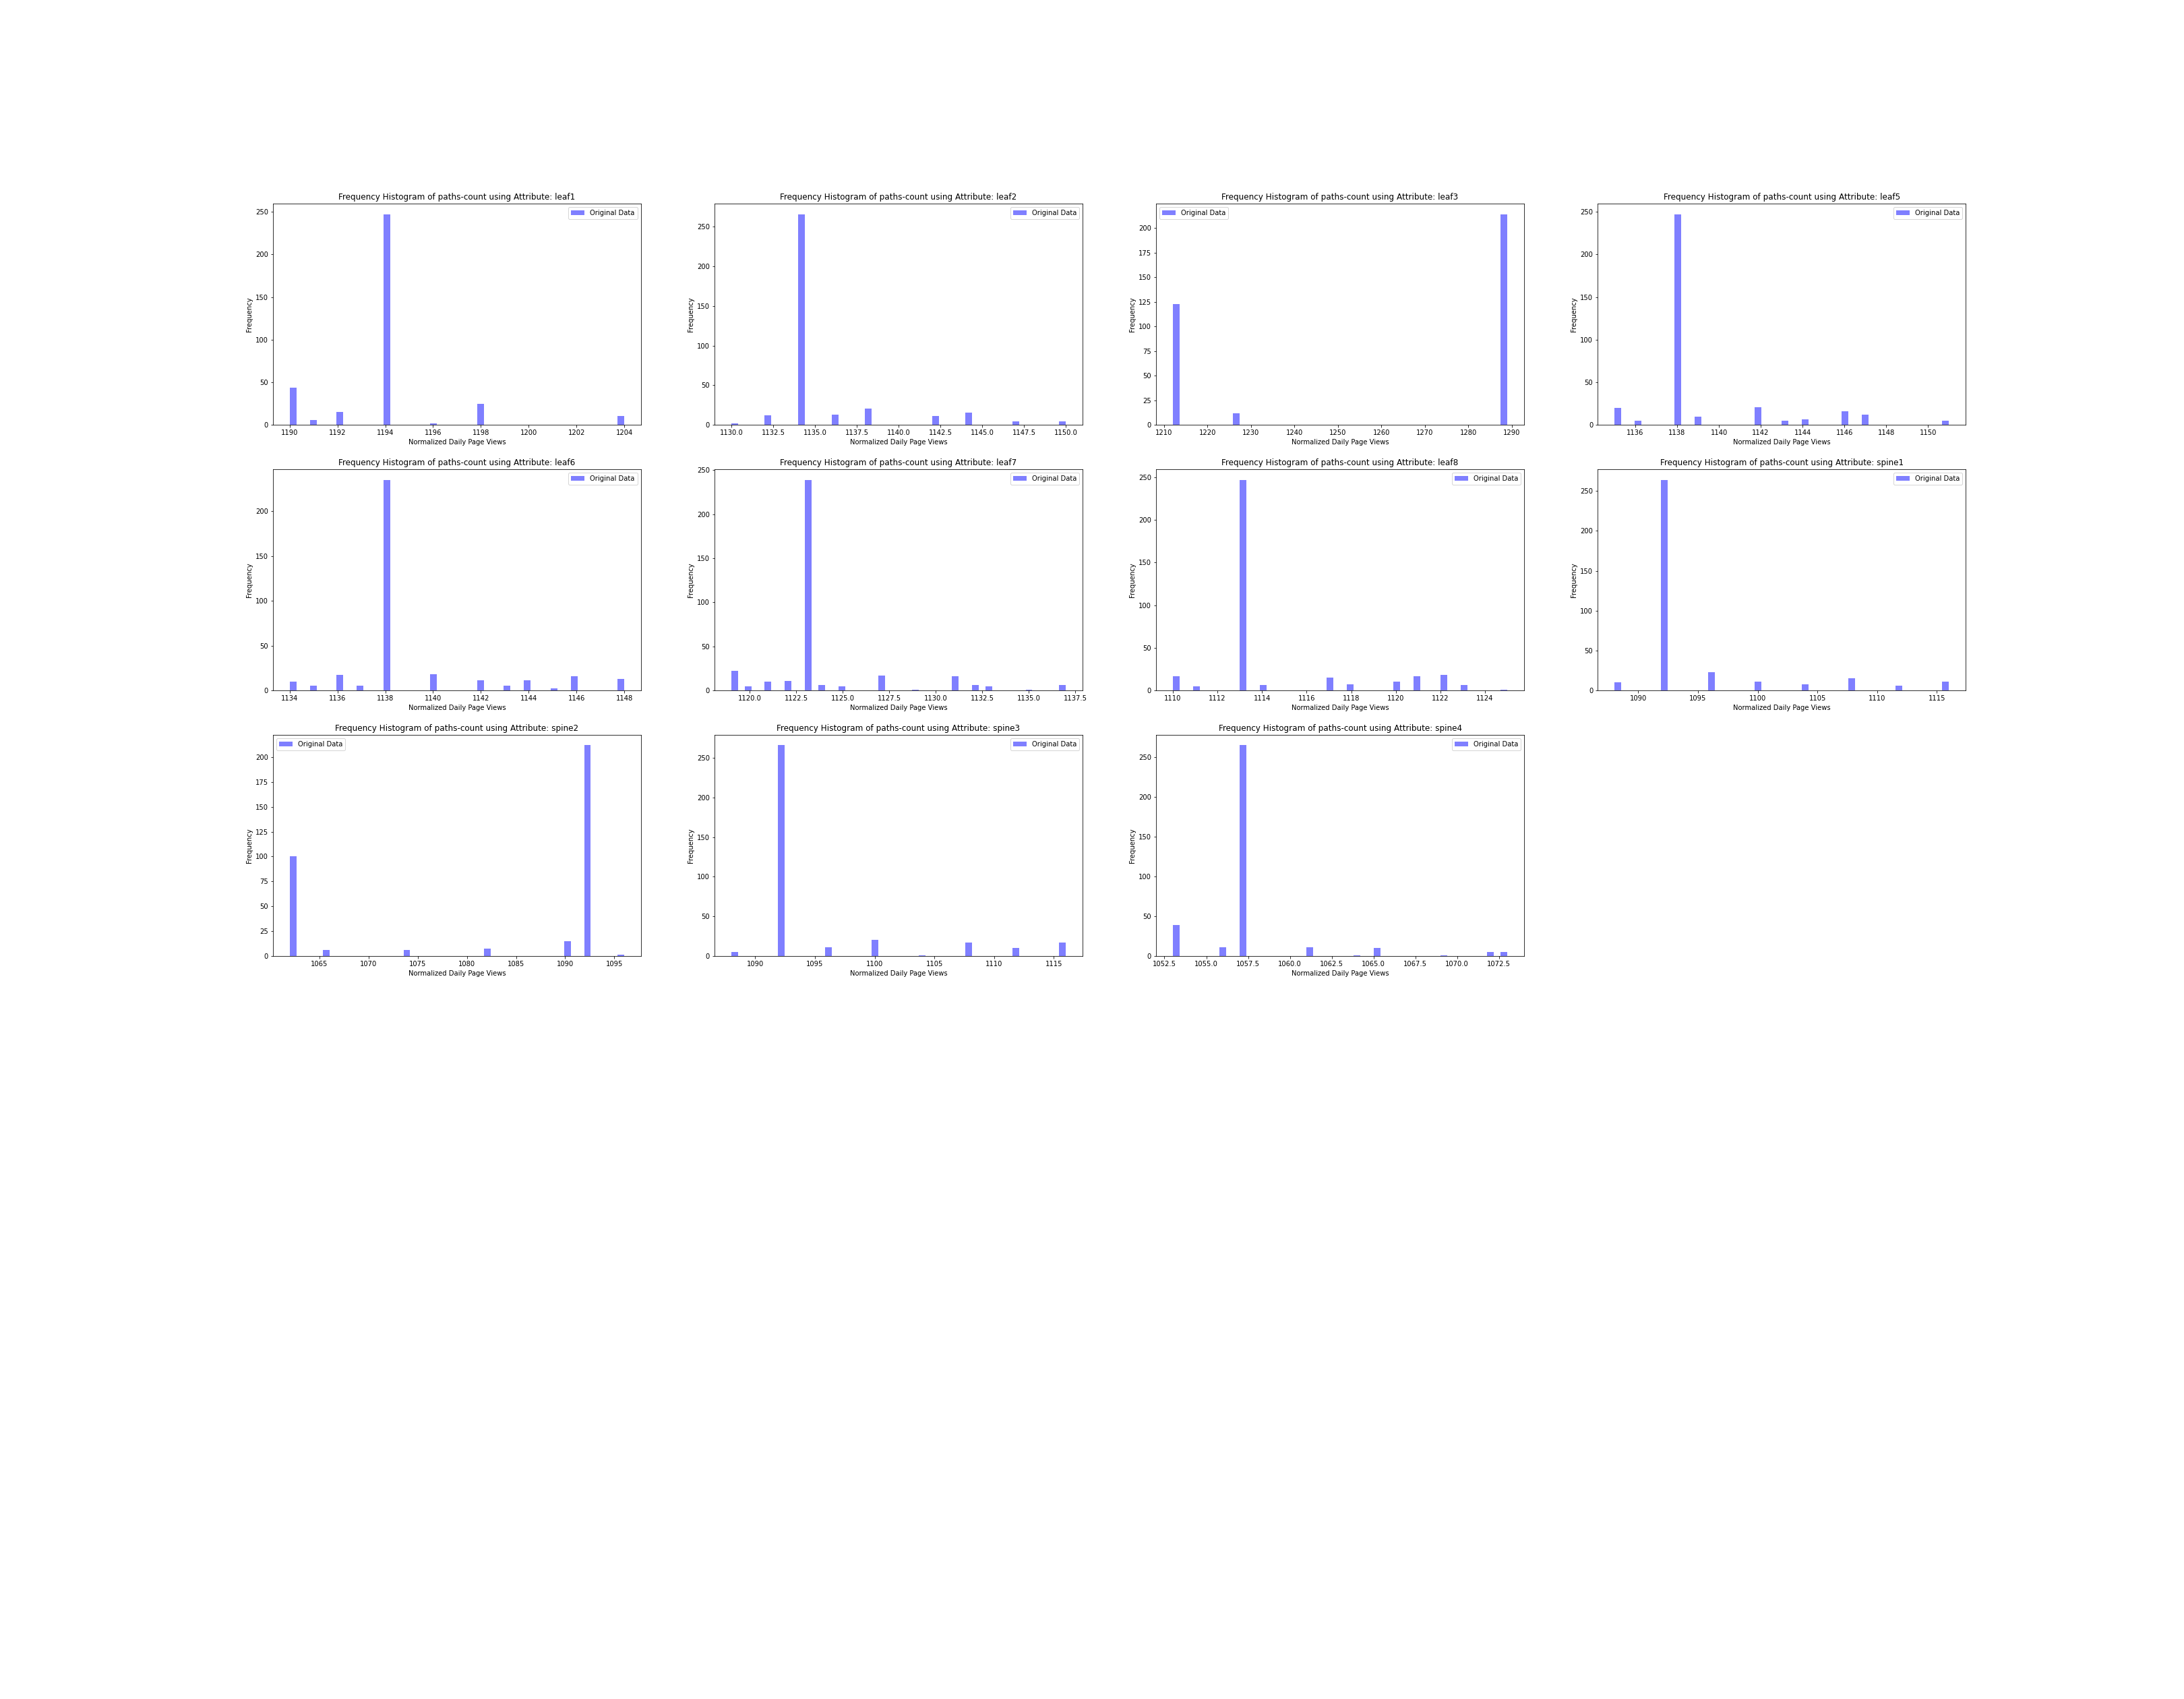 Frequency Histogram of paths-count using Attribute: leaf1
Original Data
Frequency
250
200
150
100
50
0
1190 1192 1194 1196 1198 1200 1202 1204
Normalized Daily Page Views
Frequency Histogram of paths-count using Attribute: leaf2
Original Data
Frequency
250
200
150
100
50
0
1130.0 1132.5 1135.0 1137.5 1140.0 1142.5 1145.0 1147.5 1150.0
Normalized Daily Page Views
Frequency Histogram of paths-count using Attribute: leaf3
Original Data
Frequency
200
175
150
125
100
75
50
25
0
1210 1220 1230 1240 1250 1260 1270 1280 1290
Normalized Daily Page Views
Frequency Histogram of paths-count using Attribute: leaf5
Original Data
Frequency
250
200
150
100
50
0
1136 1138 1140 1142 1144 1146 1148 1150
Normalized Daily Page Views
Frequency Histogram of paths-count using Attribute: leaf6
Original Data
Frequency
200
150
100
50
0
1134 1136 1138 1140 1142 1144 1146 1148
Normalized Daily Page Views
Frequency Histogram of paths-count using Attribute: leaf7
Original Data
Frequency
250
200
150
100
50
0
1120.0 1122.5 1125.0 1127.5 1130.0 1132.5 1135.0 1137.5
Normalized Daily Page Views
Frequency Histogram of paths-count using Attribute: leaf8
Original Data
Frequency
250
200
150
100
50
0
1110 1112 1114 1116 1118 1120 1122 1124
Normalized Daily Page Views
Frequency Histogram of paths-count using Attribute: spine1
Original Data
Frequency
250
200
150
100
50
0
1090 1095 1100 1105 1110 1115
Normalized Daily Page Views
Frequency Histogram of paths-count using Attribute: spine2
Original Data
Frequency
200
175
150
125
100
75
50
25
0
1065 1070 1075 1080 1085 1090 1095
Normalized Daily Page Views
Frequency Histogram of paths-count using Attribute: spine3
Original Data
Frequency
250
200
150
100
50
0
1090 1095 1100 1105 1110 1115
Normalized Daily Page Views
Frequency Histogram of paths-count using Attribute: spine4
Original Data
Frequency
250
200
150
100
50
0
1052.5 1055.0 1057.5 1060.0 1062.5 1065.0 1067.5 1070.0 1072.5
Normalized Daily Page Views